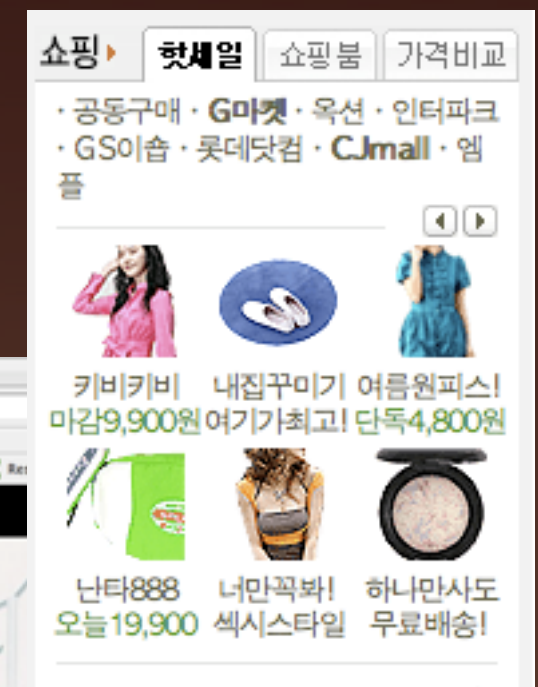 쇼핑
핫세일 쇼핑붐 가격비교
· 공동구매 · G마켓 · 옥션 · 인터파크
· GS이숍 · 롯데닷컴 · CJmall · 엠
플
키비키비 내집꾸미기 여름원피스!
마감9,900원 여기가최고! 단독4,800원
난타888 너만꼭봐! 하나만사도
오늘19,900 섹시스타일 무료배송!